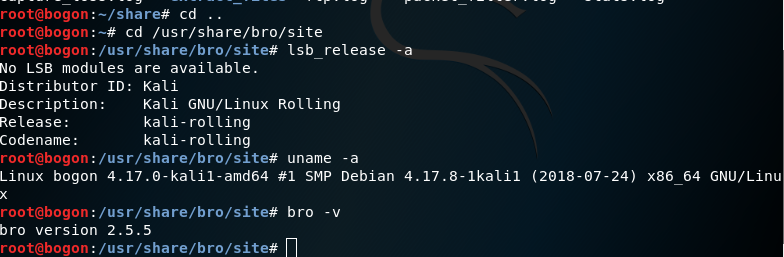 root@bogon:~/share# cd ..
root@bogon:~# cd /usr/share/bro/site
root@bogon:/usr/share/bro/site# lsb_release -a
No LSB modules are available.
Distributor ID: Kali
Description:    Kali GNU/Linux Rolling
Release:        kali-rolling
Codename:       kali-rolling
root@bogon:/usr/share/bro/site# uname -a
Linux bogon 4.17.0-kali1-amd64 #1 SMP Debian 4.17.8-1kali1 (2018-07-24) x86_64 GNU/Linu
x
root@bogon:/usr/share/bro/site# bro -v
bro version 2.5.5
root@bogon:/usr/share/bro/site#